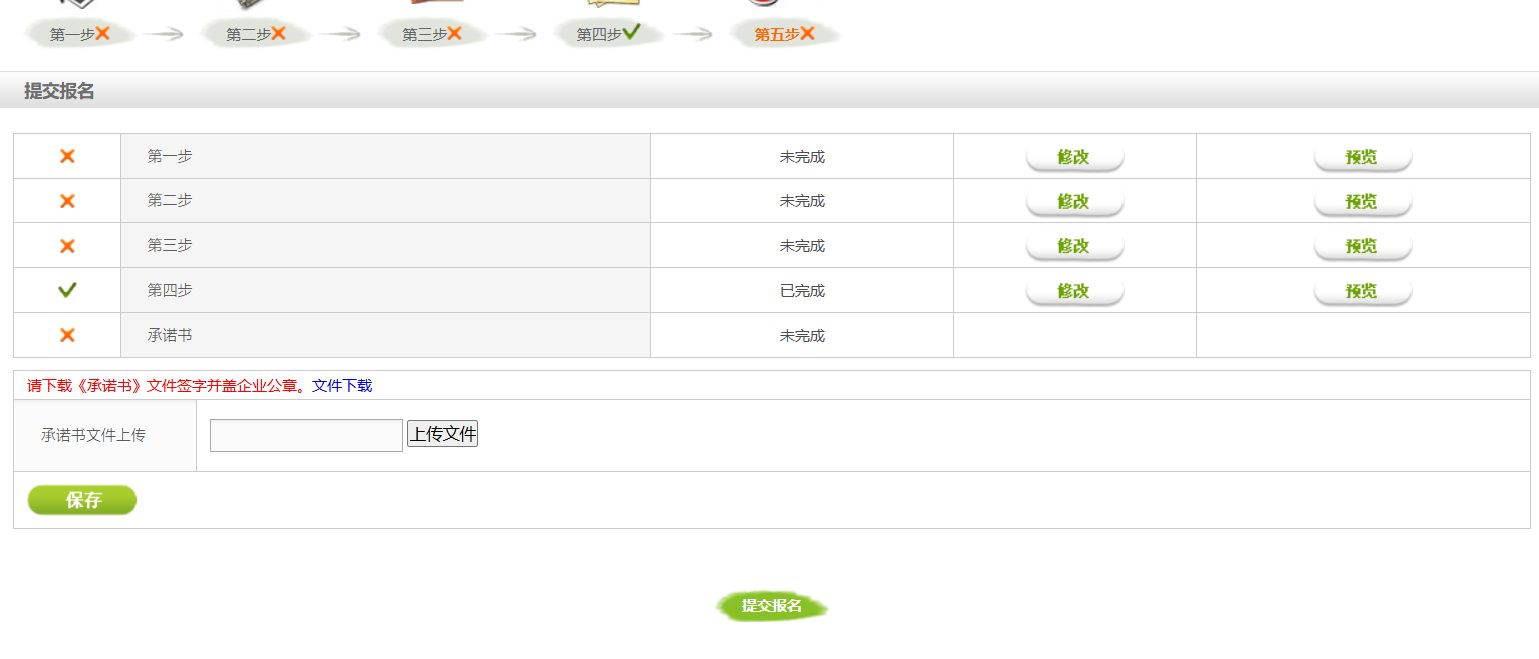 第一步 第二步 第三步 第四步 第五步
提交报名
第一步 未完成 修改 预览
第二步 未完成 修改 预览
第三步 未完成 修改 预览
第四步 已完成 修改 预览
承诺书 未完成
请下载《承诺书》文件签字并盖企业公章。文件下载
承诺书文件上传 上传文件
保存
提交报名